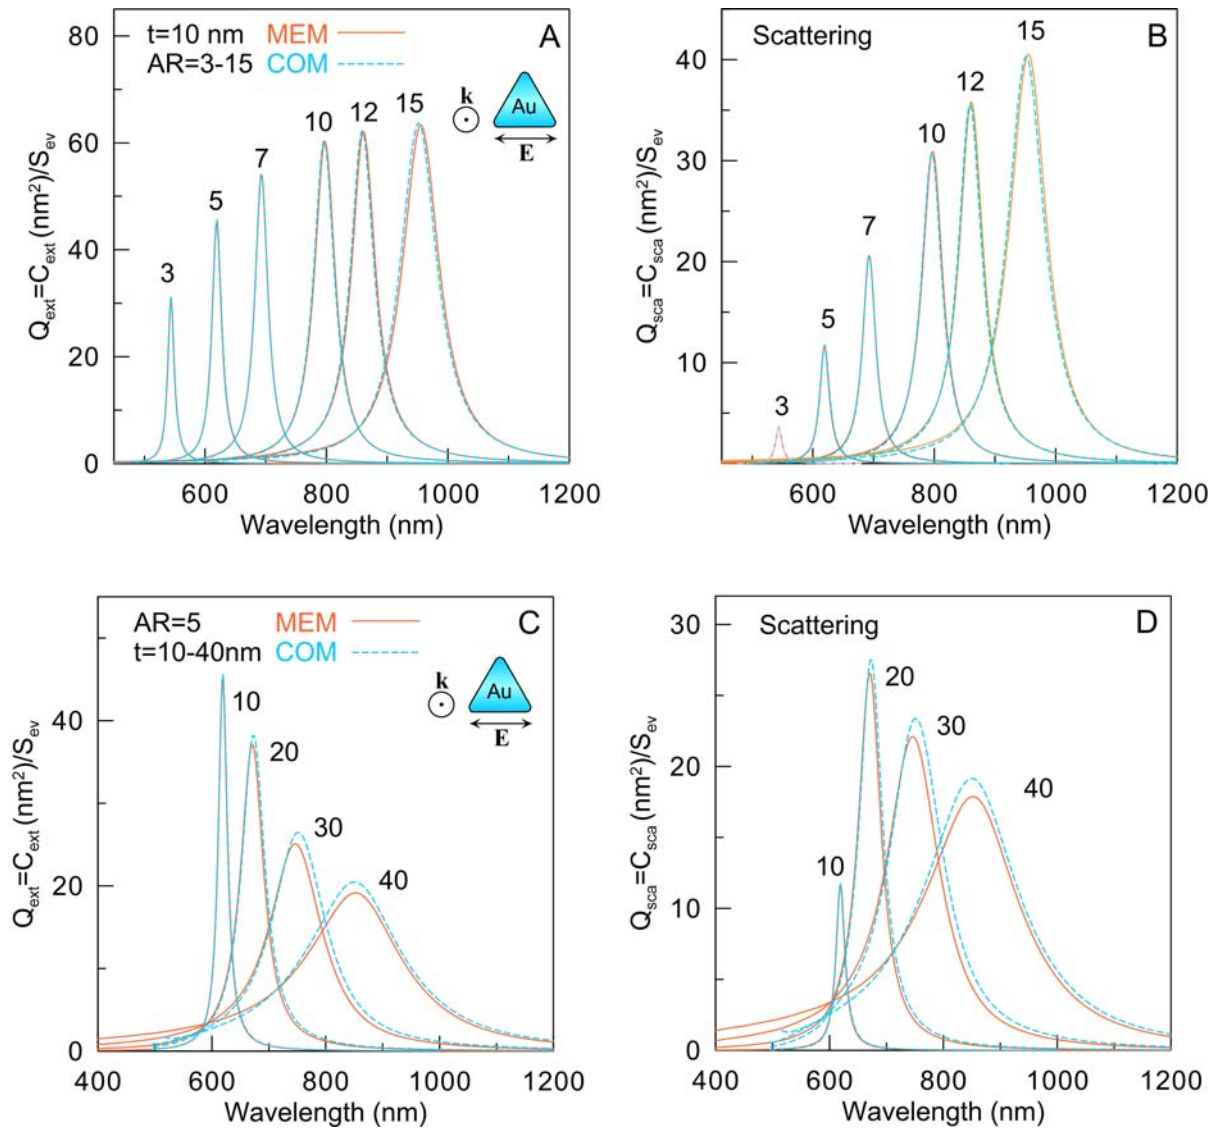 A
t=10 nm MEM
AR=3-15 COM
k
Au
E
3
5
7
10
12
15
80
60
40
20
0
Q_ext=C_ext (nm²)/S_ev
600 800 1000 1200
Wavelength (nm)
B
Scattering
3
5
7
10
12
15
40
30
20
10
Q_sca=C_sca (nm²)/S_ev
600 800 1000 1200
Wavelength (nm)
C
AR=5 MEM
t=10-40nm COM
k
Au
E
10
20
30
40
40
20
0
Q_ext=C_ext (nm²)/S_ev
400 600 800 1000 1200
Wavelength (nm)
D
Scattering
10
20
30
40
30
20
10
0
Q_sca=C_sca (nm²)/S_ev
400 600 800 1000 1200
Wavelength (nm)